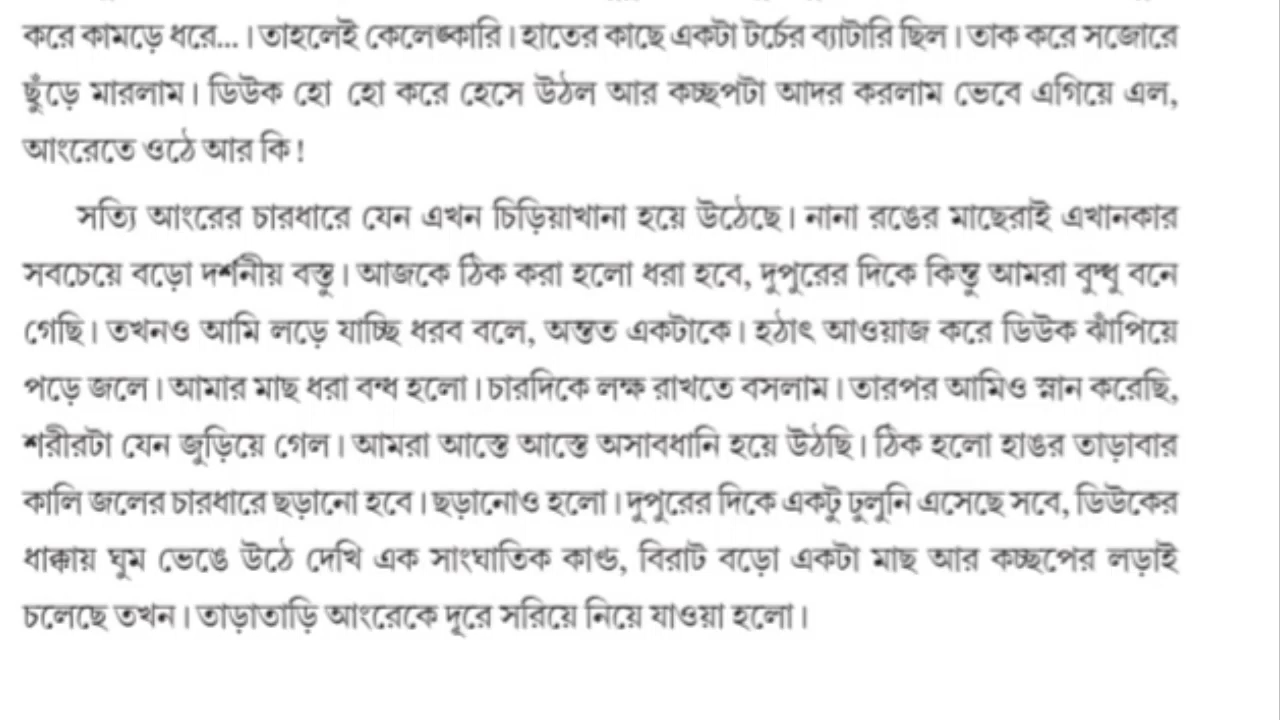 করে কামড়ে ধরে...। তাহলেই কেলেঙ্কারি। হাতের কাছে একটা টর্চের ব্যাটারি ছিল। তাক করে সজোরে
ছুঁড়ে মারলাম। ডিউক হো হো করে হেসে উঠল আর কচ্ছপটা আদর করলাম ভেবে এগিয়ে এল,
আংরেতে ওঠে আর কি!
সত্যি আংরের চারধারে যেন এখন চিড়িয়াখানা হয়ে উঠেছে। নানা রঙের মাছেরাই এখানকার
সবচেয়ে বড়ো দর্শনীয় বস্তু। আজকে ঠিক করা হলো ধরা হবে, দুপুরের দিকে কিন্তু আমরা বুদ্ধু বনে
গেছি। তখনও আমি লড়ে যাচ্ছি ধরব বলে, অন্তত একটাকে। হঠাৎ আওয়াজ করে ডিউক ঝাঁপিয়ে
পড়ে জলে। আমার মাছ ধরা বন্ধ হলো। চারদিকে লক্ষ রাখতে বসলাম। তারপর আমিও স্নান করেছি,
শরীরটা যেন জুড়িয়ে গেল। আমরা আস্তে আস্তে অসাবধানি হয়ে উঠছি। ঠিক হলো হাঙর তাড়াবার
কালি জলের চারধারে ছড়ানো হবে। ছড়ানোও হলো। দুপুরের দিকে একটু ঢুলুনি এসেছে সবে, ডিউকের
ধাক্কায় ঘুম ভেঙে উঠে দেখি এক সাংঘাতিক কাণ্ড, বিরাট বড়ো একটা মাছ আর কচ্ছপের লড়াই
চলেছে তখন। তাড়াতাড়ি আংরেকে দূরে সরিয়ে নিয়ে যাওয়া হলো।